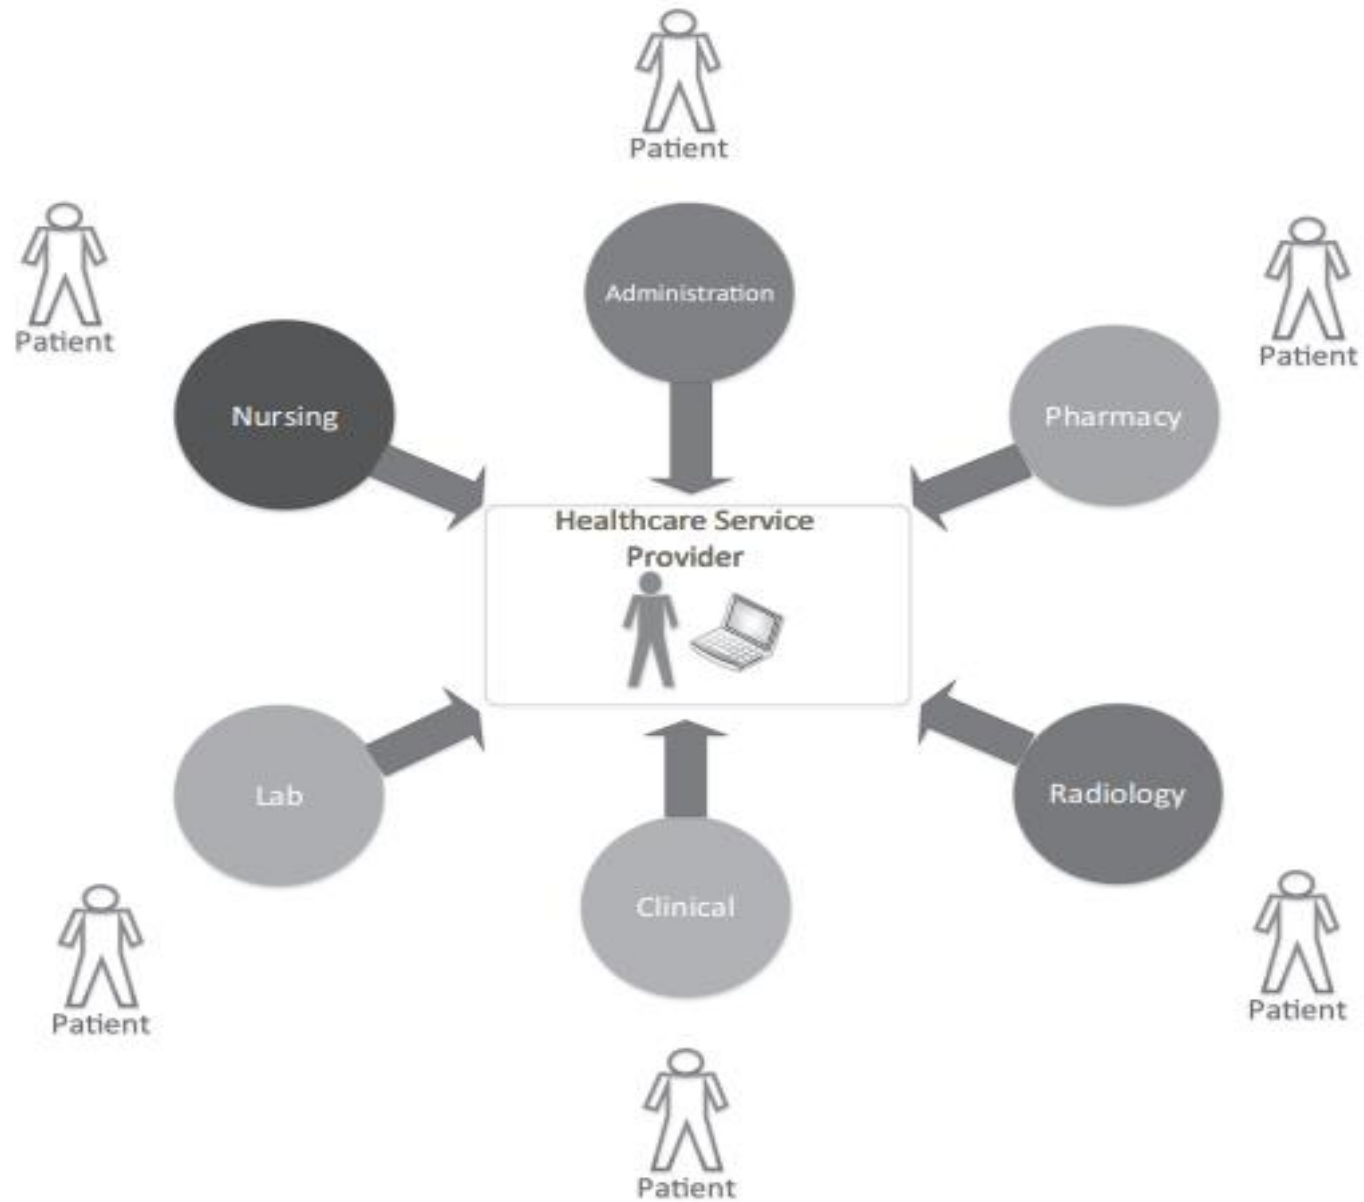 Patient
Patient
Patient
Administration
Nursing
Pharmacy
Healthcare Service
Provider
Lab
Radiology
Clinical
Patient
Patient
Patient